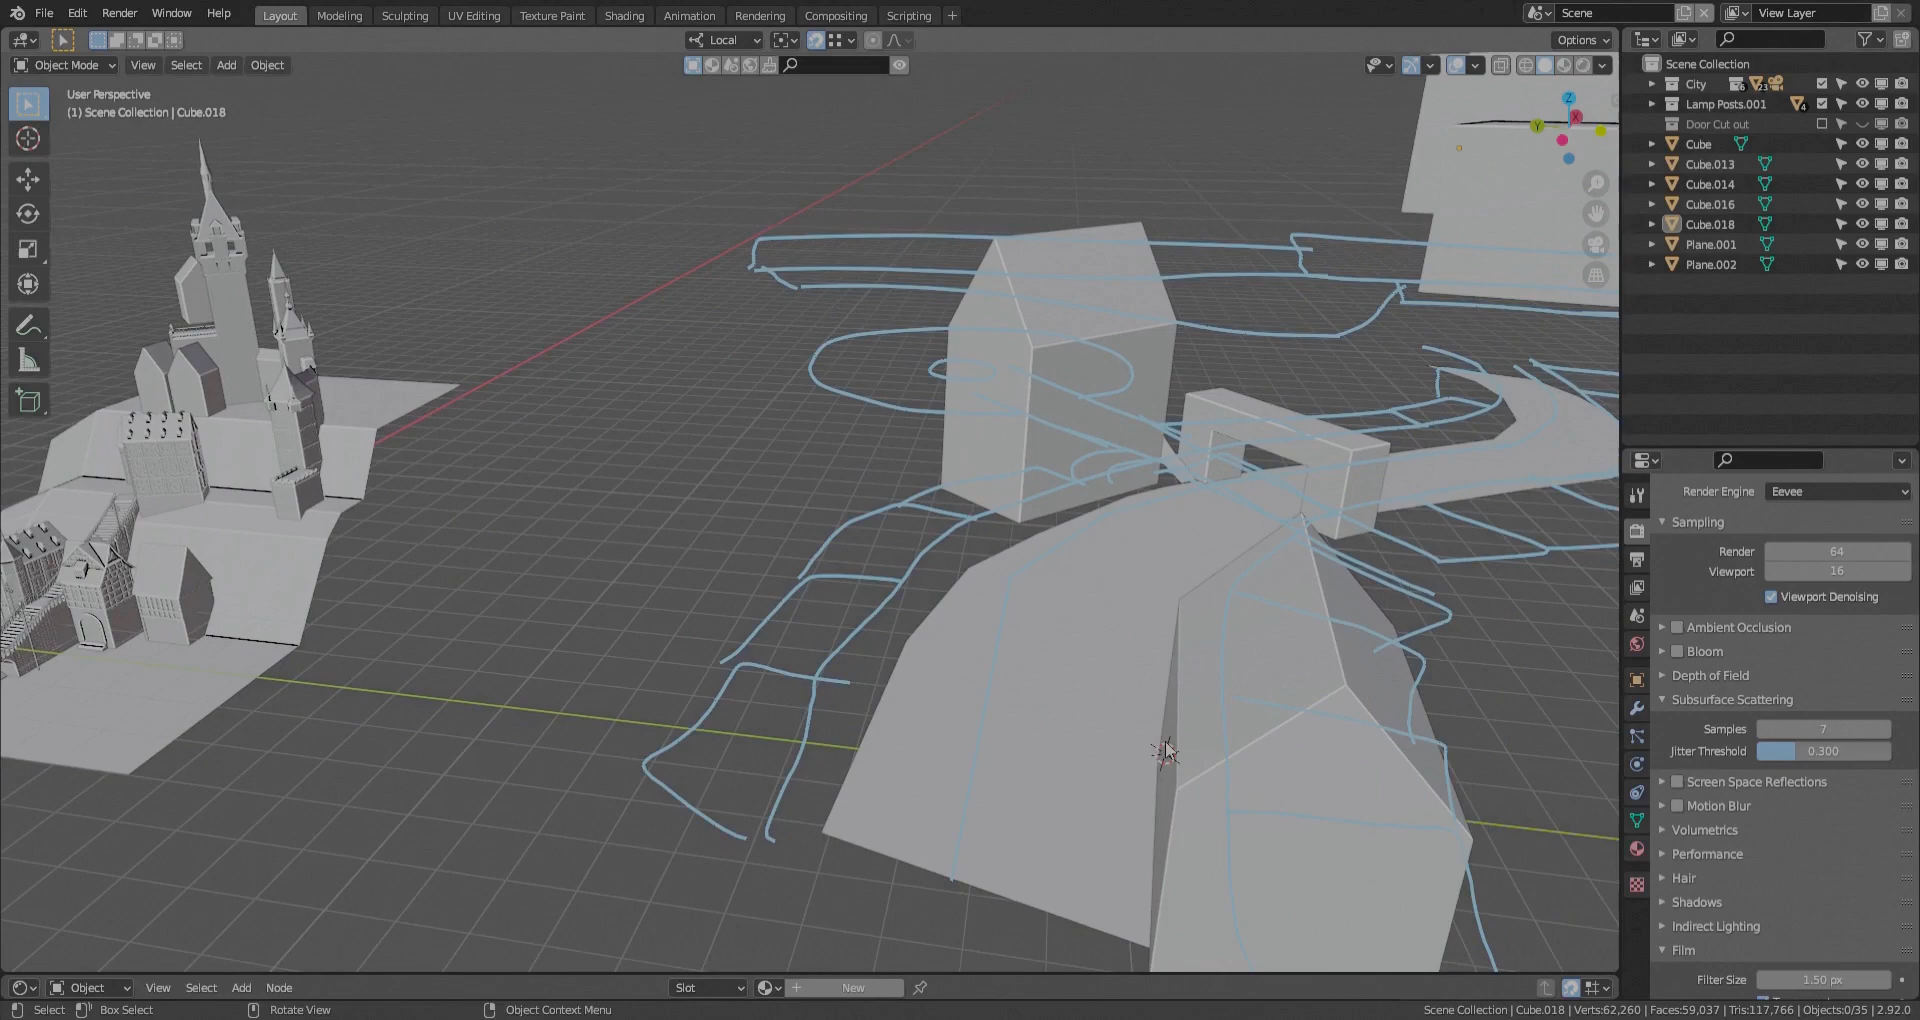 File Edit Render Window Help Layout Modeling Sculpting UV Editing Texture Paint Shading Animation Rendering Compositing Scripting + Scene View Layer
Local Options
Object Mode View Select Add Object
User Perspective
(1) Scene Collection | Cube.018
Z
X
Y
Scene Collection
City 6 23
Lamp Posts.001 4
Door Cut out
Cube
Cube.013
Cube.014
Cube.016
Cube.018
Plane.001
Plane.002
Render Engine Eevee
Sampling
Render 64
Viewport 16
Viewport Denoising
Ambient Occlusion
Bloom
Depth of Field
Subsurface Scattering
Samples 7
Jitter Threshold 0.300
Screen Space Reflections
Motion Blur
Volumetrics
Performance
Hair
Shadows
Indirect Lighting
Film
Filter Size 1.50 px
Object View Select Add Node Slot + New
Select Box Select Rotate View Object Context Menu Scene Collection | Cube.018 | Verts:62,260 | Faces:59,037 | Tris:117,766 | Objects:0/35 | 2.92.0